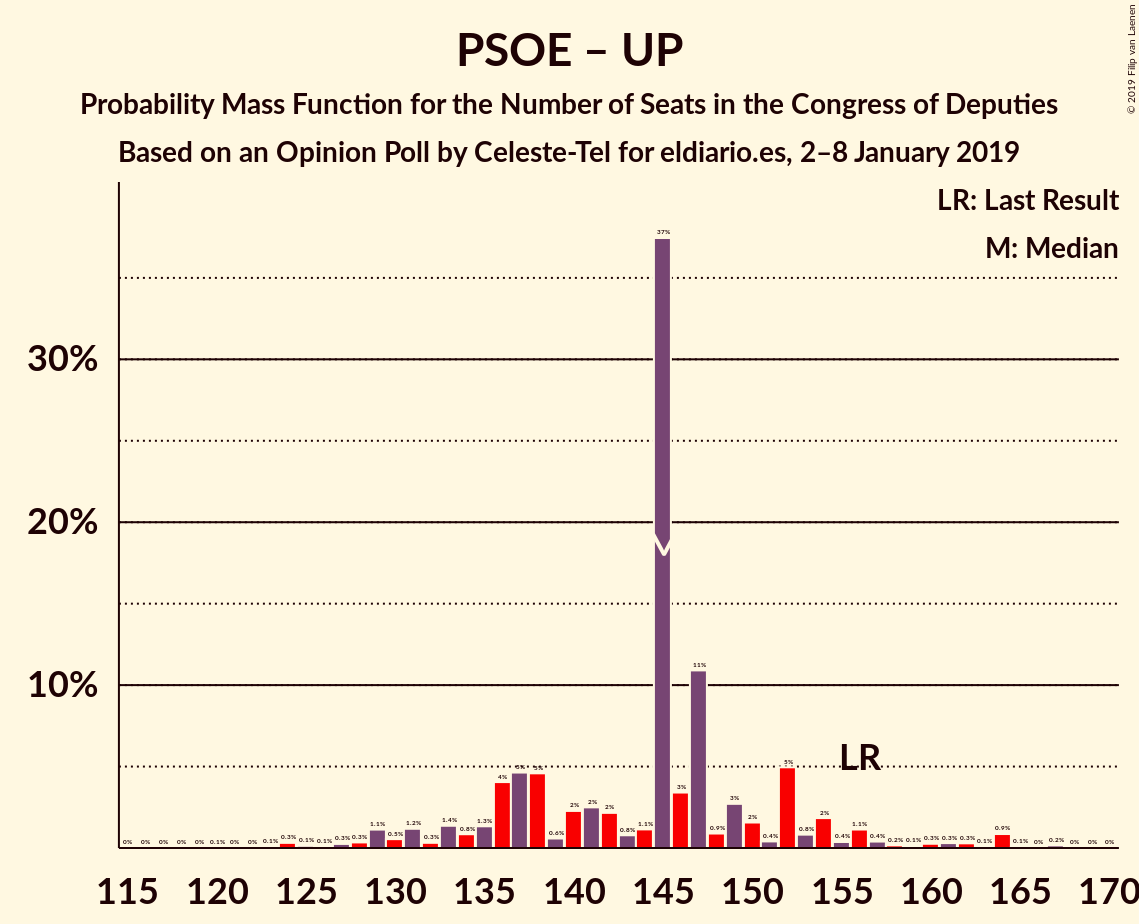 PSOE – UP
Probability Mass Function for the Number of Seats in the Congress of Deputies
Based on an Opinion Poll by Celeste-Tel for eldiario.es, 2–8 January 2019
© 2019 Filip van Laenen
LR: Last Result
M: Median
30%
20%
10%
0% 0% 0% 0% 0% 0.1% 0% 0% 0.1% 0.3% 0.1% 0.1% 0.3% 0.3% 1.1% 0.5% 1.2% 0.3% 1.4% 0.8% 1.3% 4% 5% 5% 0.6% 2% 2% 2% 0.8% 1.1% 37% 3% 11% 0.9% 3% 2% 0.4% 5% 0.8% 2% 0.4% 1.1% 0.4% 0.2% 0.1% 0.3% 0.3% 0.3% 0.1% 0.9% 0.1% 0% 0.2% 0% 0% 0%
M
LR
115 120 125 130 135 140 145 150 155 160 165 170